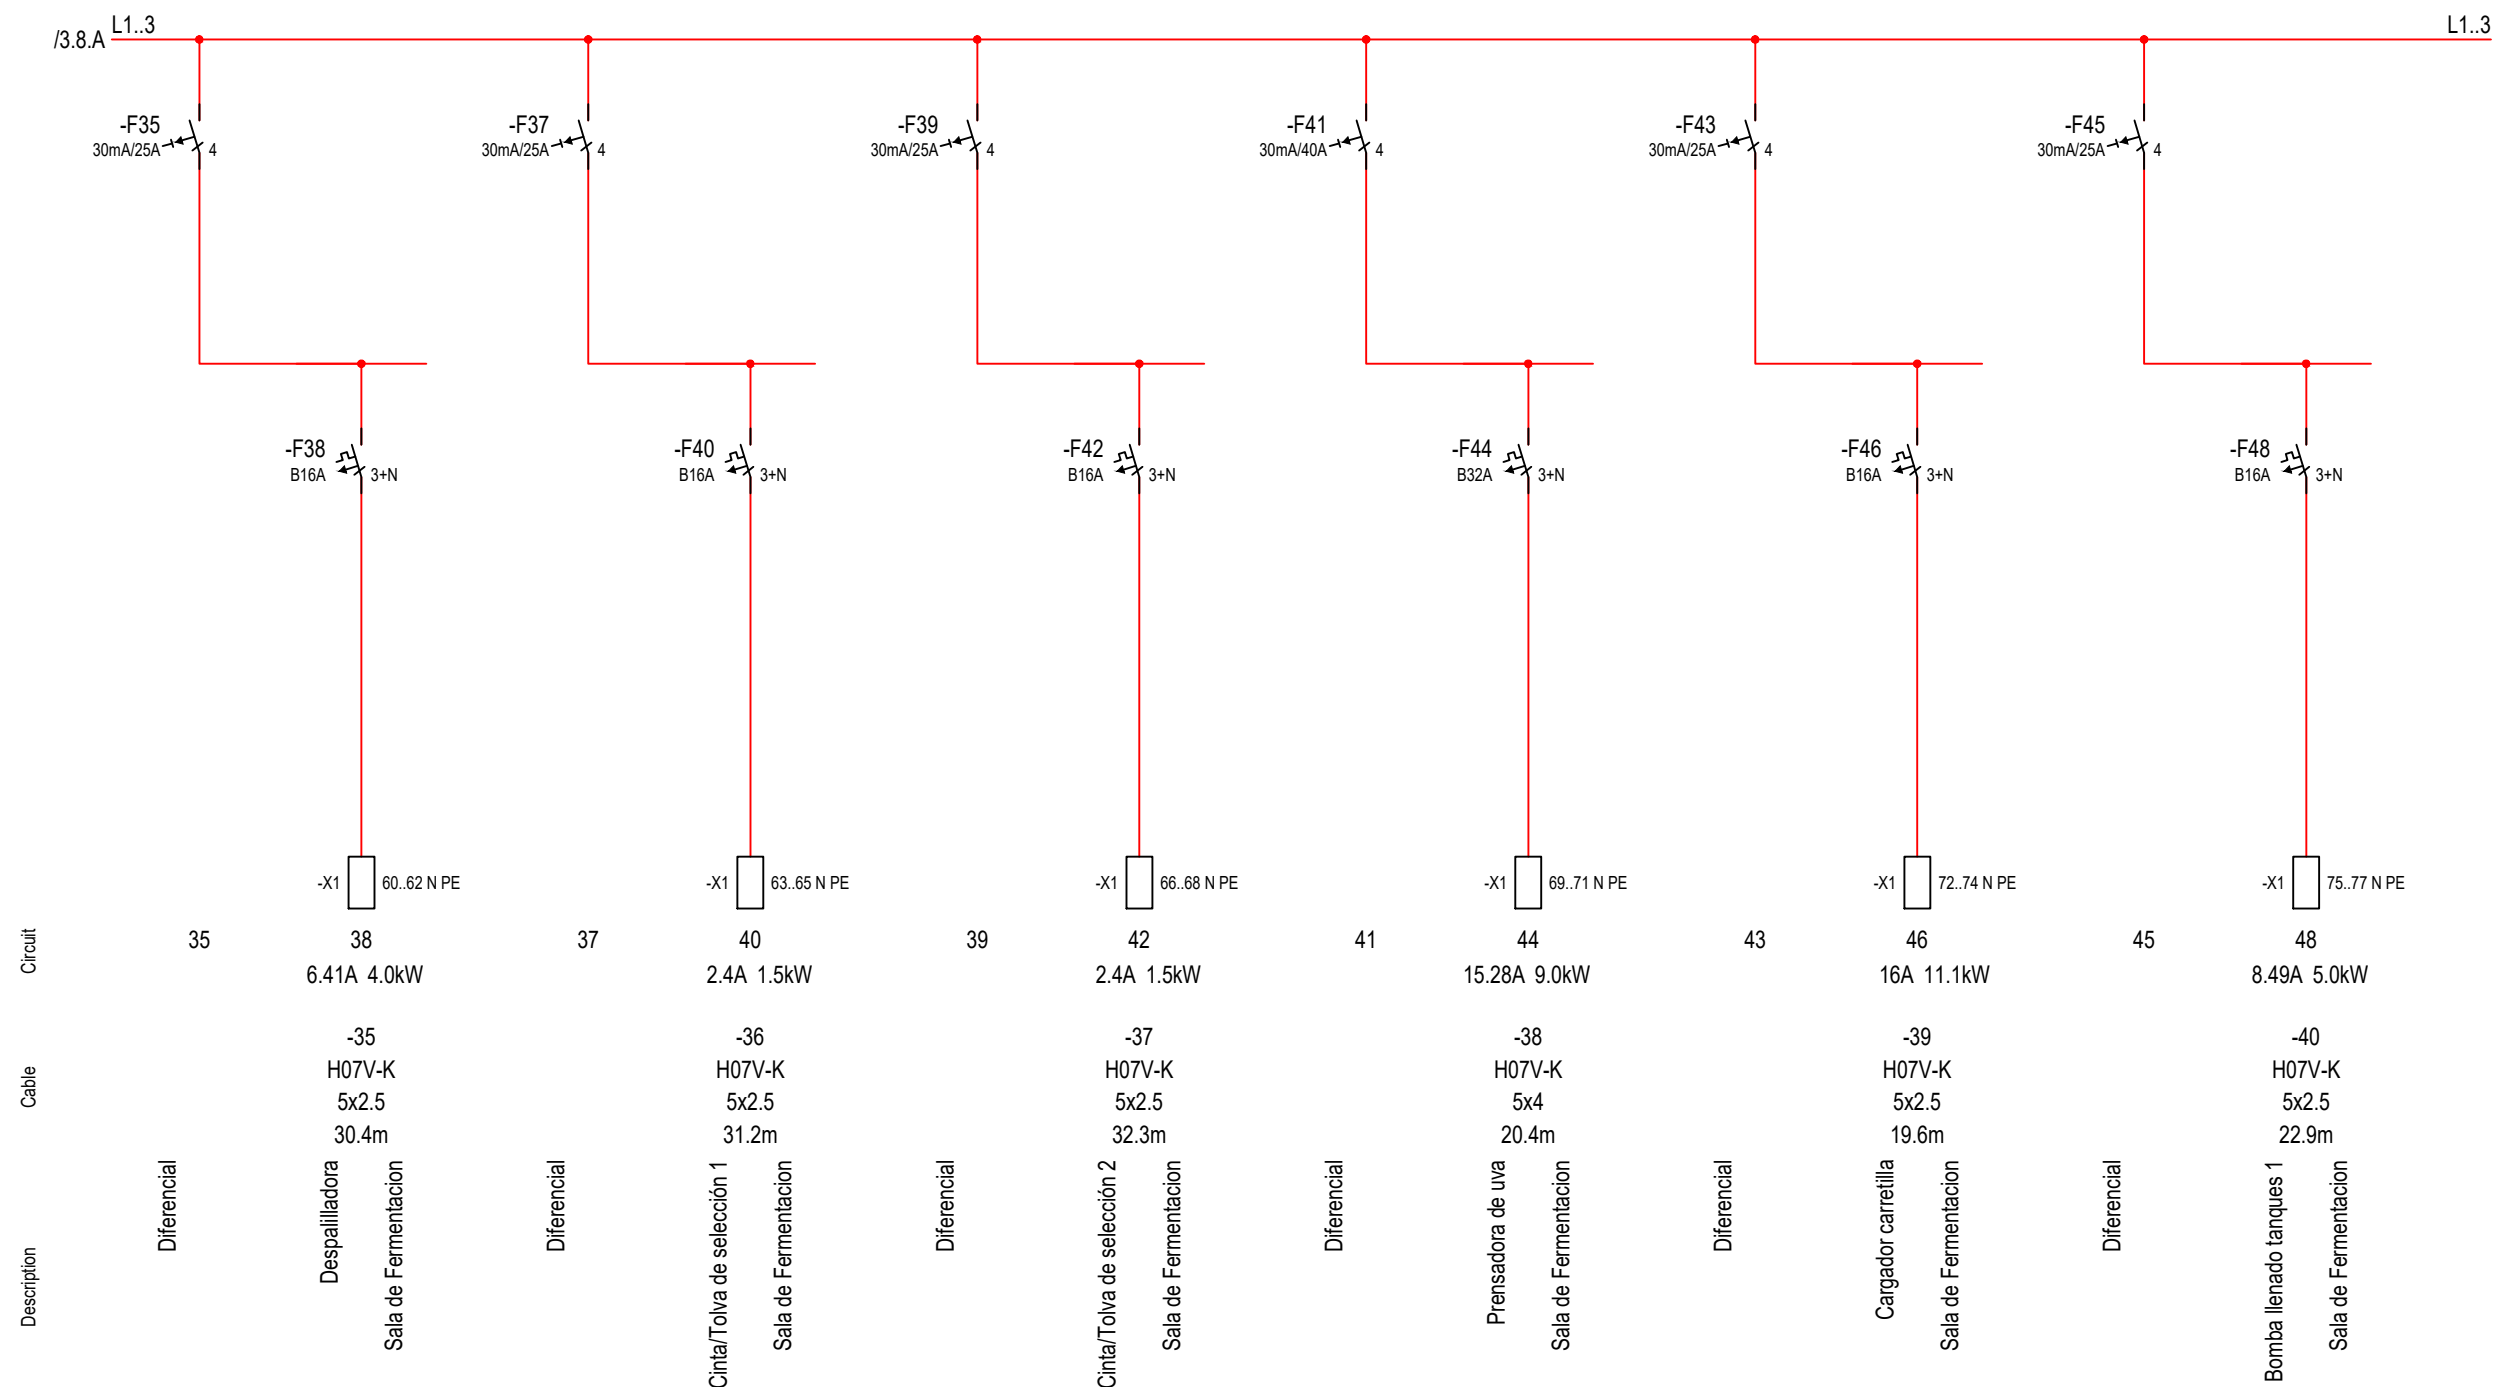 L1..3
L1..3
/3.8.A
-F35
30mA/25A
4
-F37
30mA/25A
4
-F39
30mA/25A
4
-F41
30mA/40A
4
-F43
30mA/25A
4
-F45
30mA/25A
4
-F38
B16A
3+N
-F40
B16A
3+N
-F42
B16A
3+N
-F44
B32A
3+N
-F46
B16A
3+N
-F48
B16A
3+N
-X1 60..62 N PE
-X1 63..65 N PE
-X1 66..68 N PE
-X1 69..71 N PE
-X1 72..74 N PE
-X1 75..77 N PE
Circuit
35 38 37 40 39 42 41 44 43 46 45 48
6.41A 4.0kW 2.4A 1.5kW 2.4A 1.5kW 15.28A 9.0kW 16A 11.1kW 8.49A 5.0kW
Cable
-35 -36 -37 -38 -39 -40
H07V-K H07V-K H07V-K H07V-K H07V-K H07V-K
5x2.5 5x2.5 5x2.5 5x4 5x2.5 5x2.5
30.4m 31.2m 32.3m 20.4m 19.6m 22.9m
Description
Diferencial
Despalilladora
Sala de Fermentacion
Diferencial
Cinta/Tolva de selección 1
Sala de Fermentacion
Diferencial
Cinta/Tolva de selección 2
Sala de Fermentacion
Diferencial
Prensadora de uva
Sala de Fermentacion
Diferencial
Cargador carretilla
Sala de Fermentacion
Diferencial
Bomba llenado tanques 1
Sala de Fermentacion